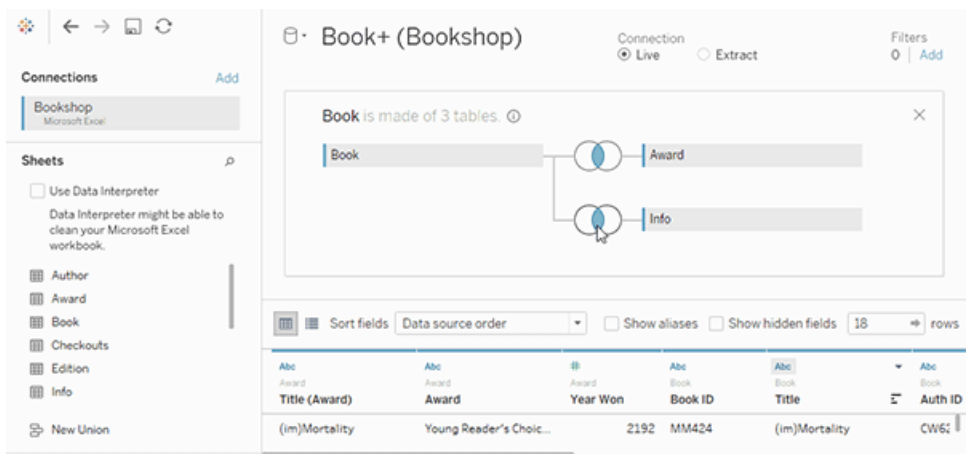 Book+ (Bookshop)
Connection
Live
Extract
Filters
0 | Add
Connections
Add
Bookshop
Microsoft Excel
Sheets
Use Data Interpreter
Data Interpreter might be able to
clean your Microsoft Excel
workbook.
Author
Award
Book
Checkouts
Edition
Info
New Union
Book is made of 3 tables.
Book
Award
Info
Sort fields
Data source order
Show aliases
Show hidden fields
18
rows
Abc Abc # Abc Abc Abc
Award Award Award Book Book Book
Title (Award) Award Year Won Book ID Title Auth ID
(im)Mortality Young Reader's Choic... 2192 MM424 (im)Mortality